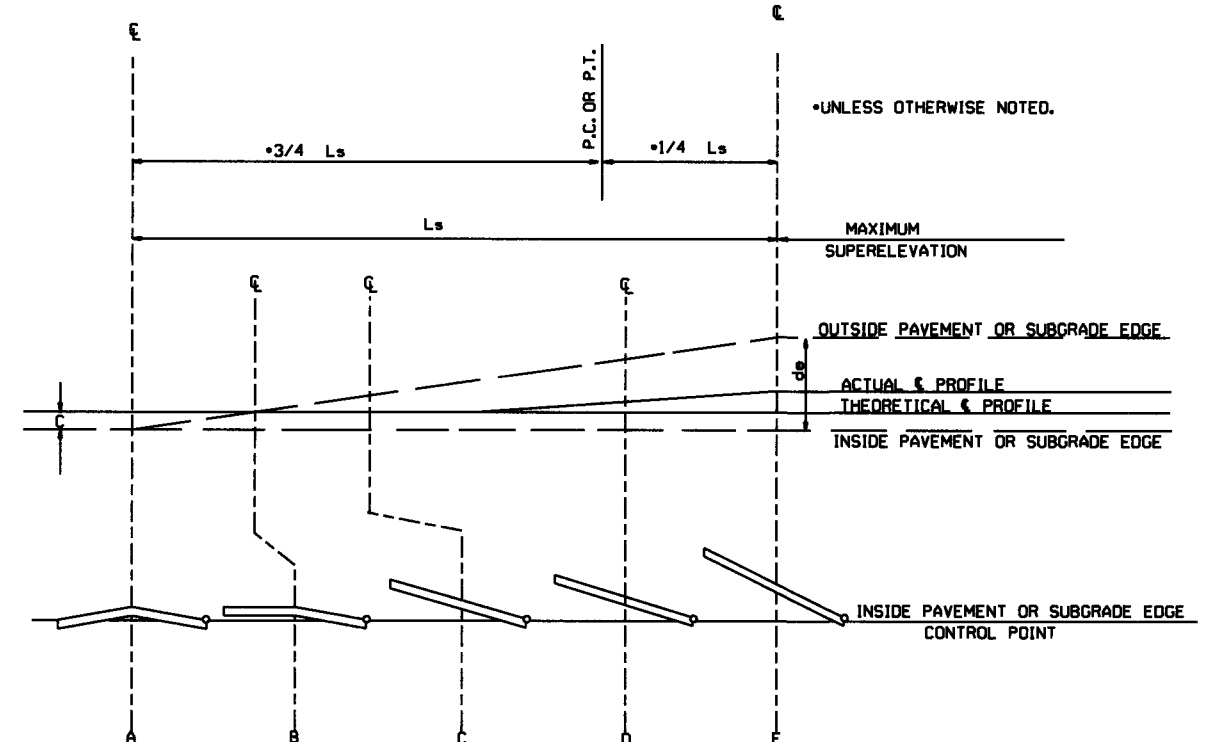 ℄
℄
P.C. OR P.T.
•UNLESS OTHERWISE NOTED.
•3/4 Ls
•1/4 Ls
Ls
MAXIMUM
SUPERELEVATION
℄
℄
℄
OUTSIDE PAVEMENT OR SUBGRADE EDGE
de
ACTUAL ℄ PROFILE
THEORETICAL ℄ PROFILE
C
INSIDE PAVEMENT OR SUBGRADE EDGE
INSIDE PAVEMENT OR SUBGRADE EDGE
CONTROL POINT
A B C D